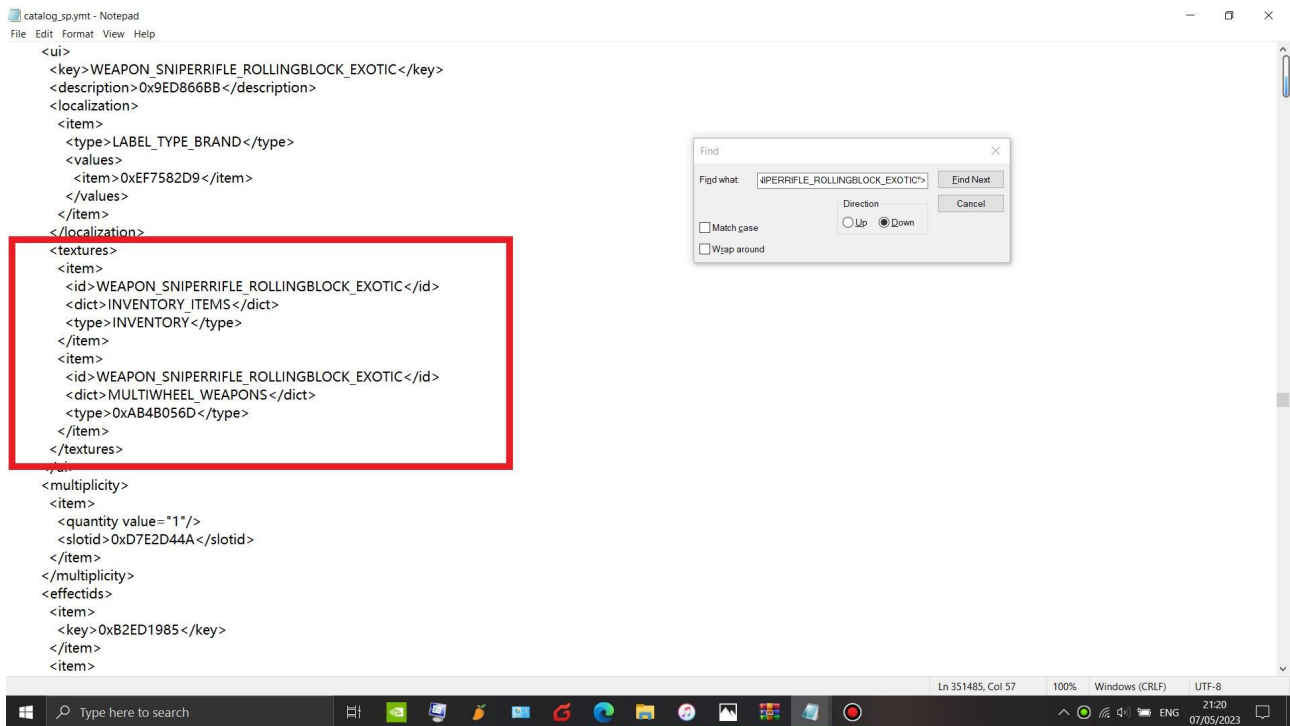 catalog_sp.ymt - Notepad
File Edit Format View Help
<ui>
<key>WEAPON_SNIPERRIFLE_ROLLINGBLOCK_EXOTIC</key>
<description>0x9ED866BB</description>
<localization>
<item>
<type>LABEL_TYPE_BRAND</type>
<values>
<item>0xEF7582D9</item>
</values>
</item>
</localization>
<textures>
<item>
<id>WEAPON_SNIPERRIFLE_ROLLINGBLOCK_EXOTIC</id>
<dict>INVENTORY_ITEMS</dict>
<type>INVENTORY</type>
</item>
<item>
<id>WEAPON_SNIPERRIFLE_ROLLINGBLOCK_EXOTIC</id>
<dict>MULTIWHEEL_WEAPONS</dict>
<type>0xAB4B056D</type>
</item>
</textures>
</ui>
<multiplicity>
<item>
<quantity value="1"/>
<slotid>0xD7E2D44A</slotid>
</item>
</multiplicity>
<effectids>
<item>
<key>0xB2ED1985</key>
</item>
<item>
Find
Find what: NIPERRIFLE_ROLLINGBLOCK_EXOTIC">
Find Next
Direction
Cancel
Up Down
Match case
Wrap around
Ln 351485, Col 57 100% Windows (CRLF) UTF-8
Type here to search
ENG
21:20
07/05/2023